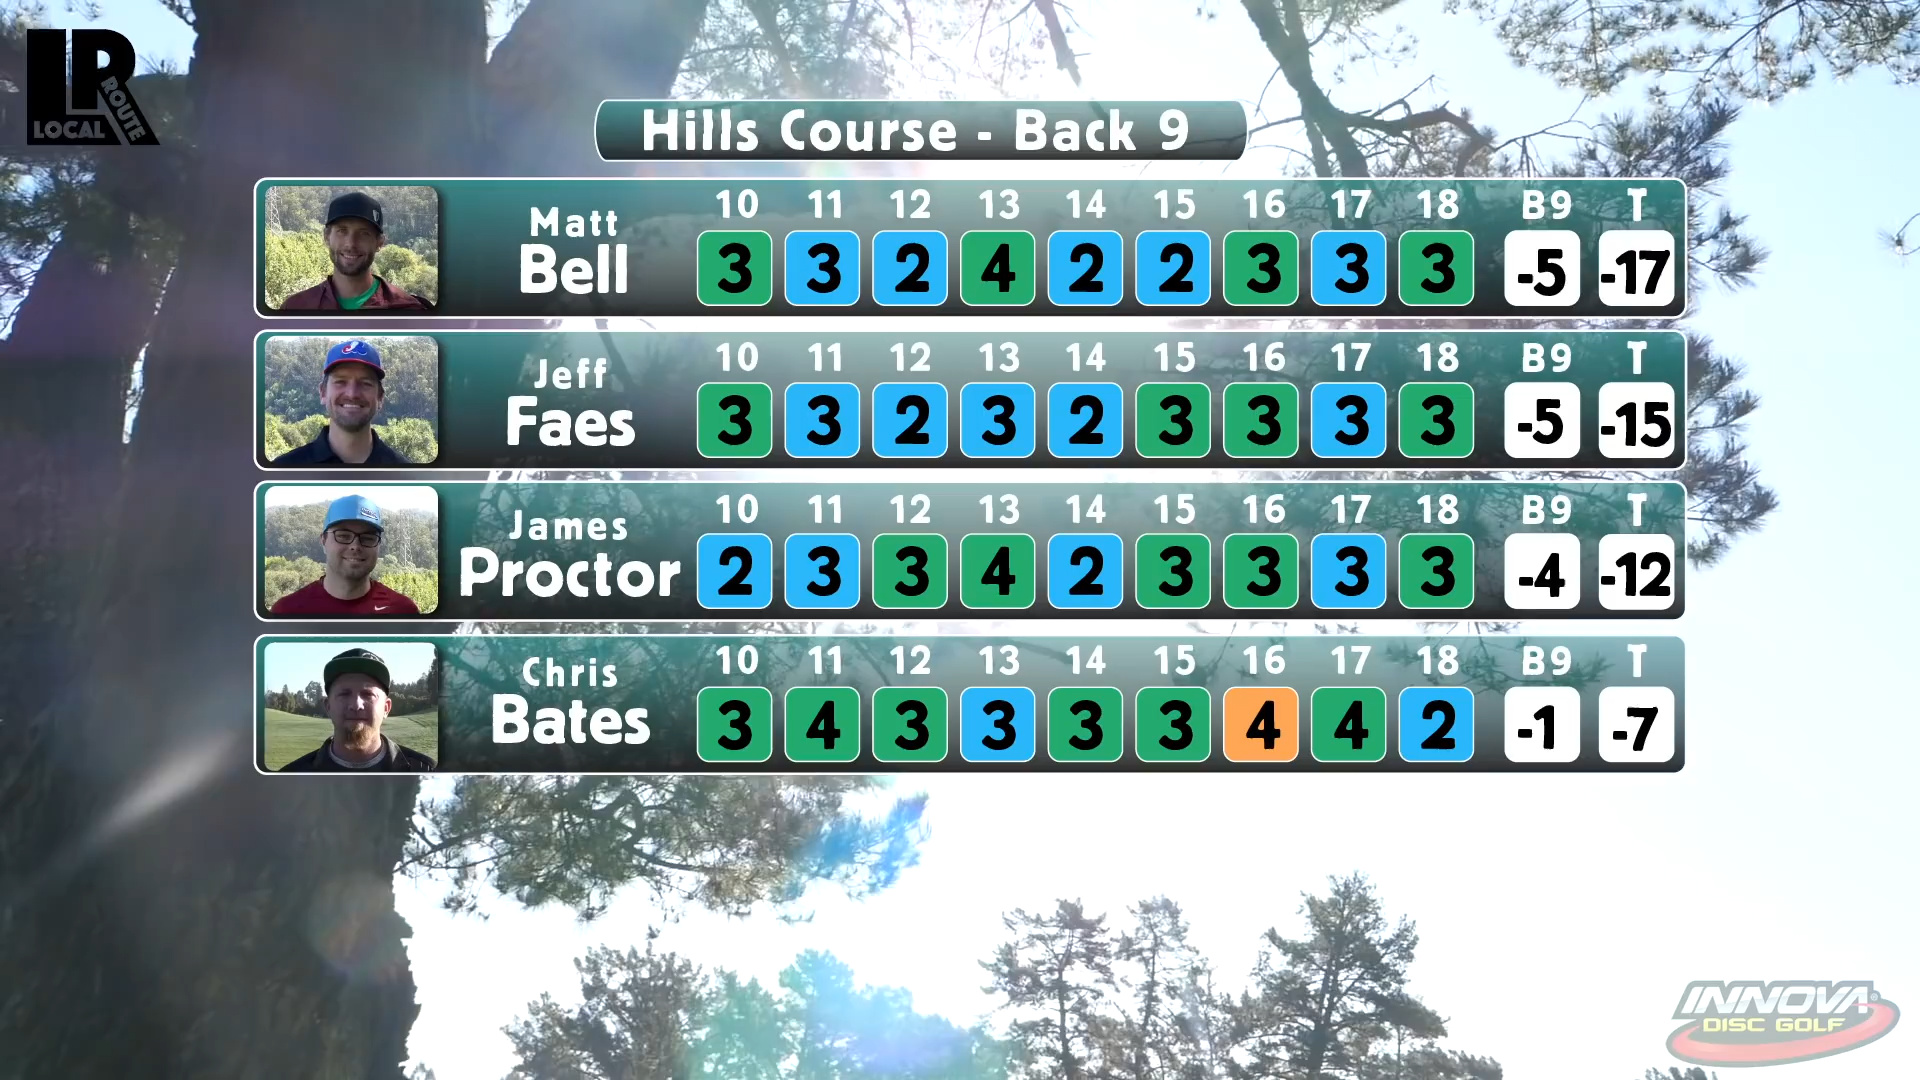 LR
LOCAL ROUTE
Hills Course - Back 9
Matt Bell
10 11 12 13 14 15 16 17 18 B9 T
3 3 2 4 2 2 3 3 3 -5 -17
Jeff Faes
10 11 12 13 14 15 16 17 18 B9 T
3 3 2 3 2 3 3 3 3 -5 -15
James Proctor
10 11 12 13 14 15 16 17 18 B9 T
2 3 3 4 2 3 3 3 3 -4 -12
Chris Bates
10 11 12 13 14 15 16 17 18 B9 T
3 4 3 3 3 3 4 4 2 -1 -7
INNOVA
DISC GOLF